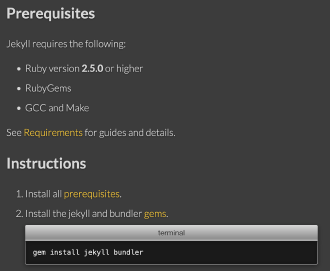 Prerequisites
Jekyll requires the following:
• Ruby version 2.5.0 or higher
• RubyGems
• GCC and Make
See Requirements for guides and details.
Instructions
1. Install all prerequisites.
2. Install the jekyll and bundler gems.
terminal
gem install jekyll bundler